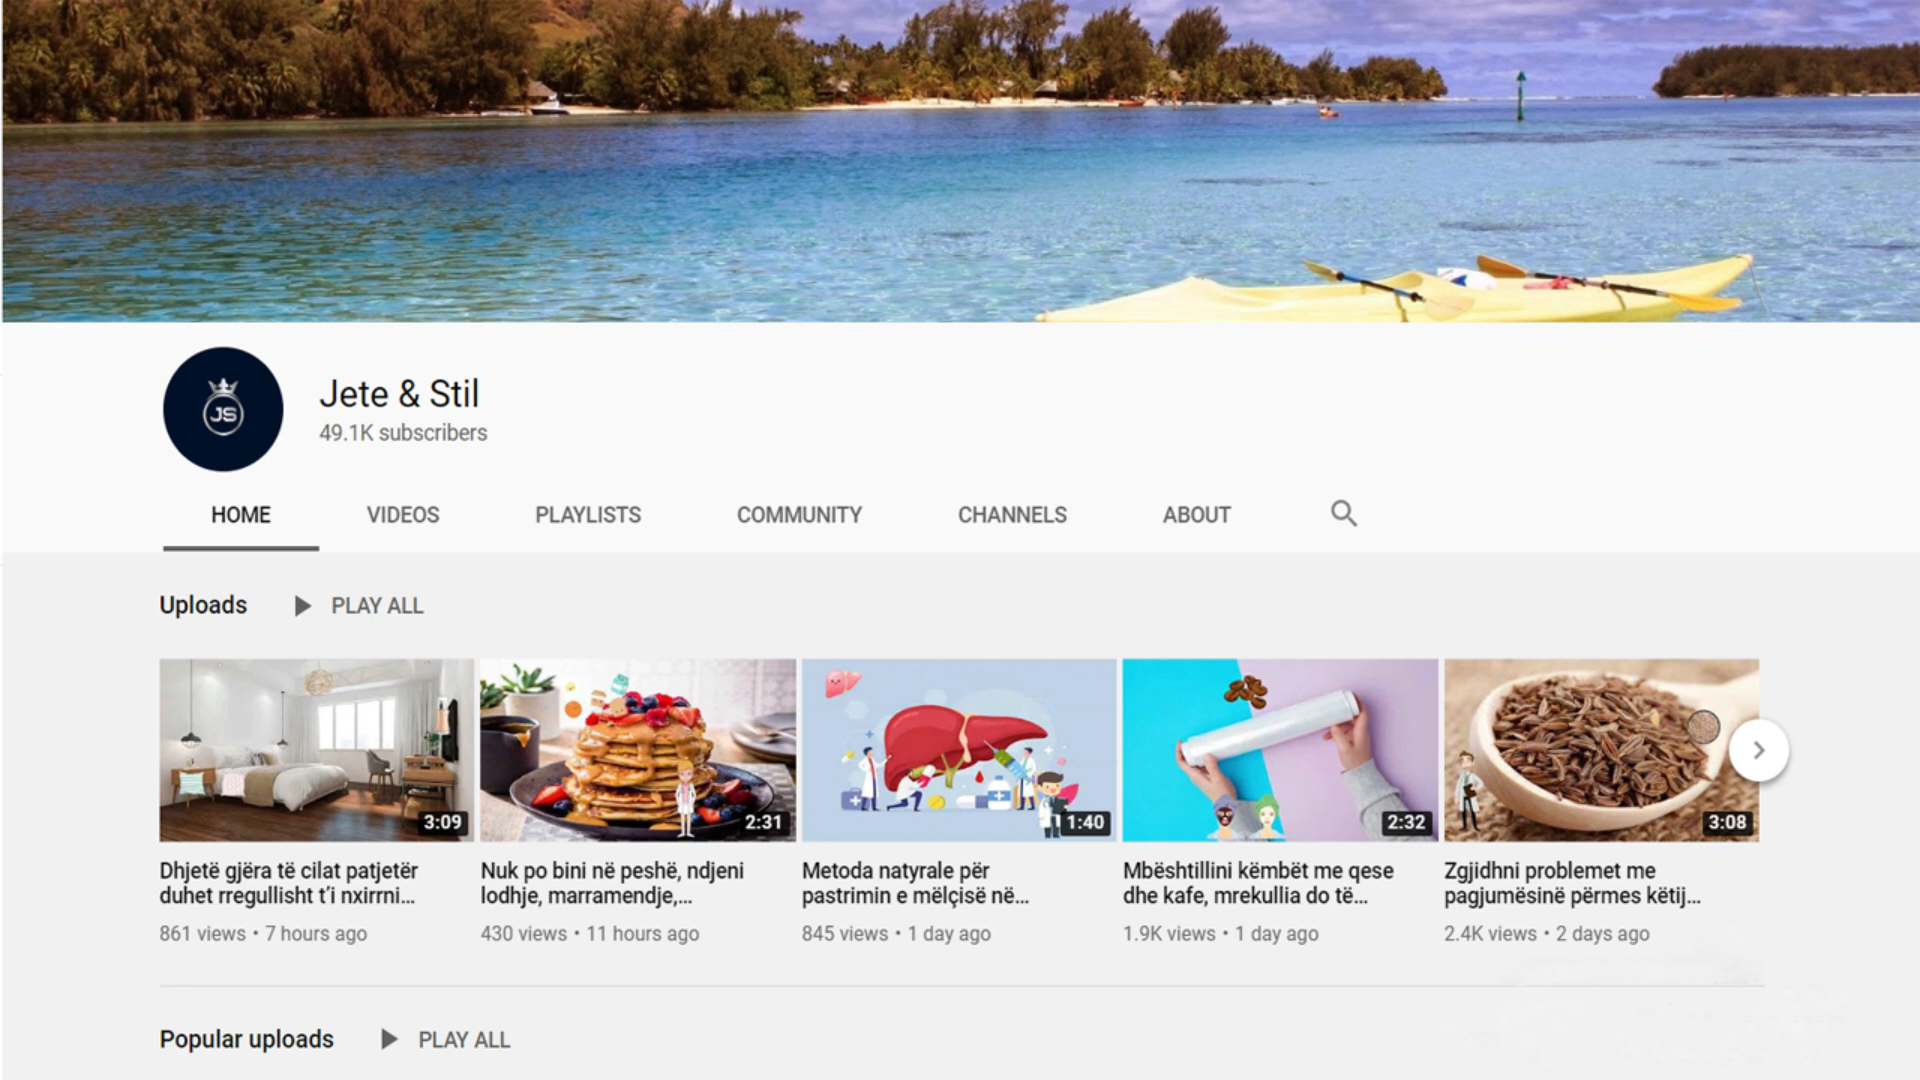 JS
Jete & Stil
49.1K subscribers
HOME VIDEOS PLAYLISTS COMMUNITY CHANNELS ABOUT
Uploads PLAY ALL
3:09 2:31 1:40 2:32 3:08
Dhjetë gjëra të cilat patjetër
duhet rregullisht t'i nxirrni...
861 views • 7 hours ago
Nuk po bini në peshë, ndjeni
lodhje, marramendje,...
430 views • 11 hours ago
Metoda natyrale për
pastrimin e mëlçisë në...
845 views • 1 day ago
Mbështillini këmbët me qese
dhe kafe, mrekullia do të...
1.9K views • 1 day ago
Zgjidhni problemet me
pagjumësinë përmes këtij...
2.4K views • 2 days ago
Popular uploads PLAY ALL